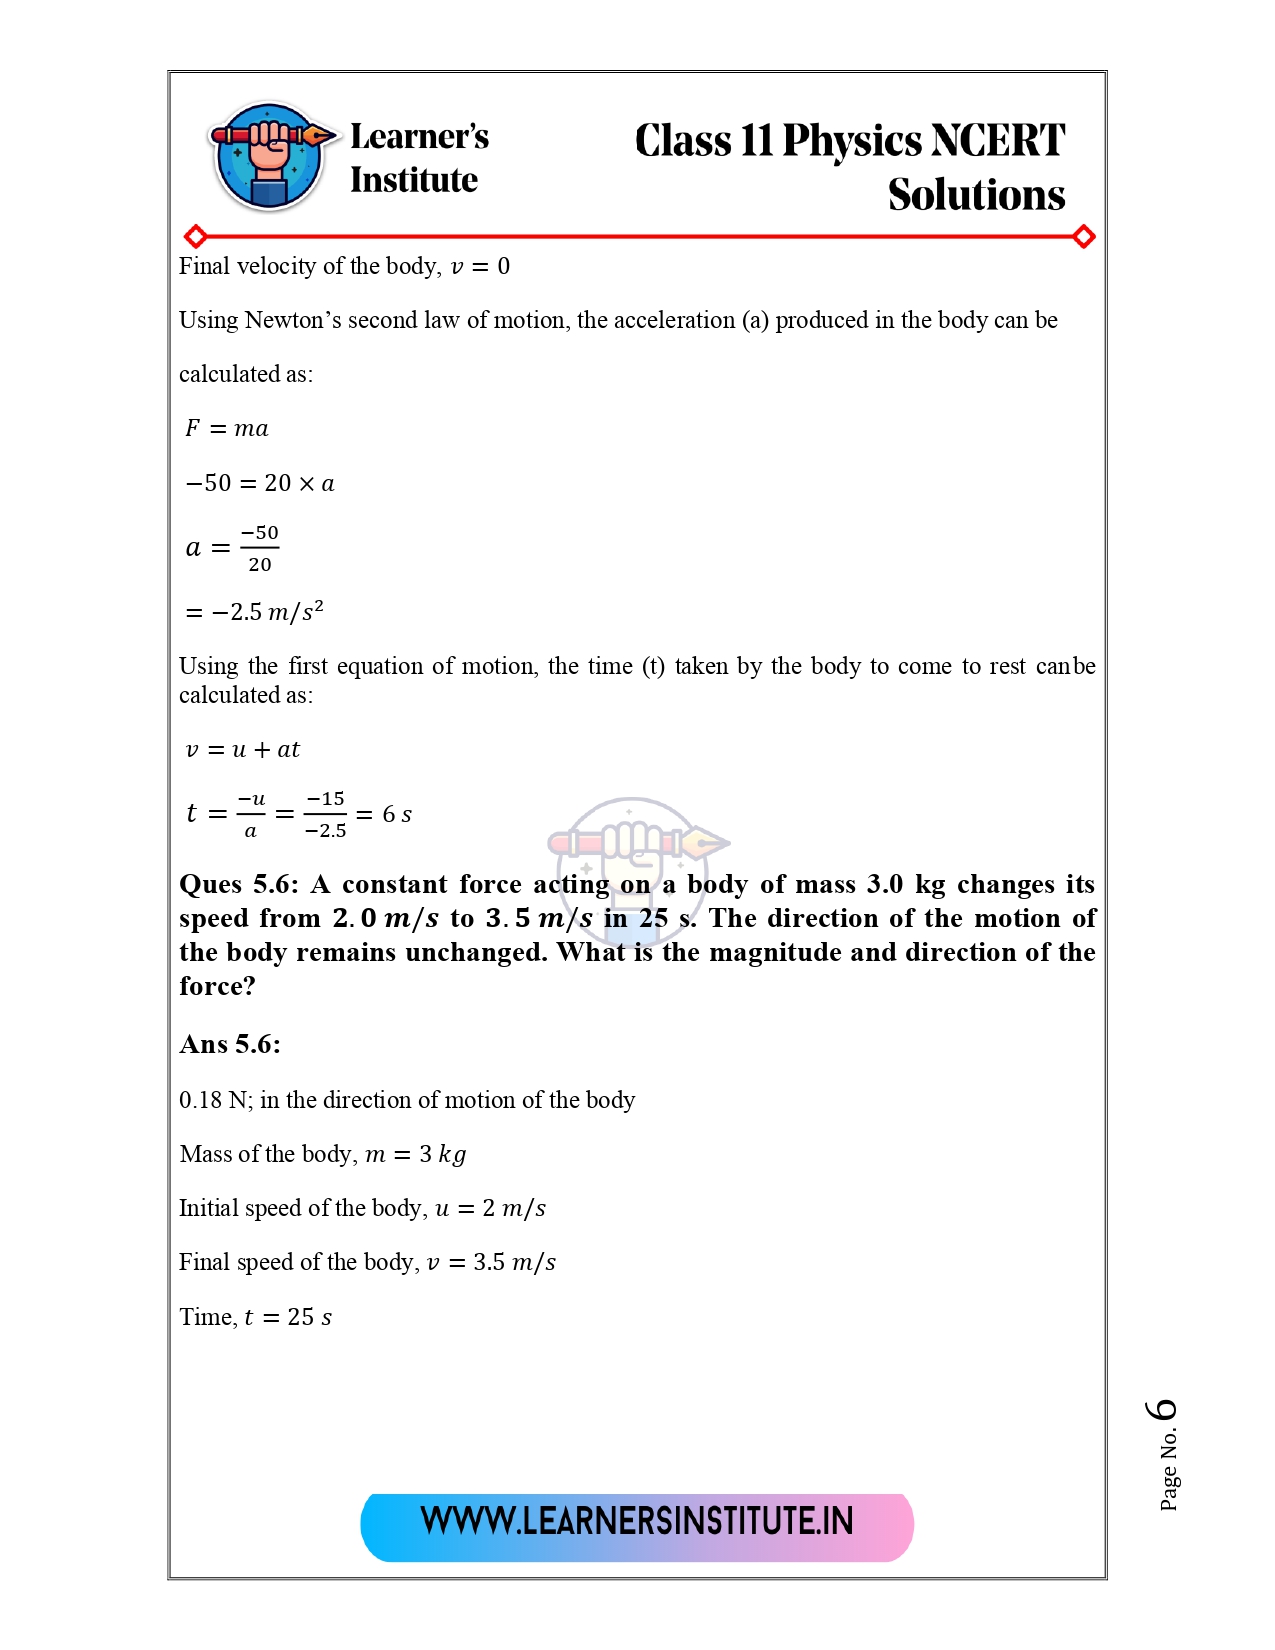 Learner's
Institute
Class 11 Physics NCERT
Solutions
Final velocity of the body, 𝑣 = 0
Using Newton's second law of motion, the acceleration (a) produced in the body can be
calculated as:
𝐹 = 𝑚𝑎
−50 = 20 × 𝑎
𝑎 = −50/20
= −2.5 𝑚/𝑠²
Using the first equation of motion, the time (t) taken by the body to come to rest can be
calculated as:
𝑣 = 𝑢 + 𝑎𝑡
𝑡 = −𝑢/𝑎 = −15/−2.5 = 6 𝑠
Ques 5.6: A constant force acting on a body of mass 3.0 kg changes its
speed from 2.0 m/s to 3.5 m/s in 25 s. The direction of the motion of
the body remains unchanged. What is the magnitude and direction of the
force?
Ans 5.6:
0.18 N; in the direction of motion of the body
Mass of the body, 𝑚 = 3 𝑘𝑔
Initial speed of the body, 𝑢 = 2 𝑚/𝑠
Final speed of the body, 𝑣 = 3.5 𝑚/𝑠
Time, 𝑡 = 25 𝑠
Page No. 6
WWW.LEARNERSINSTITUTE.IN